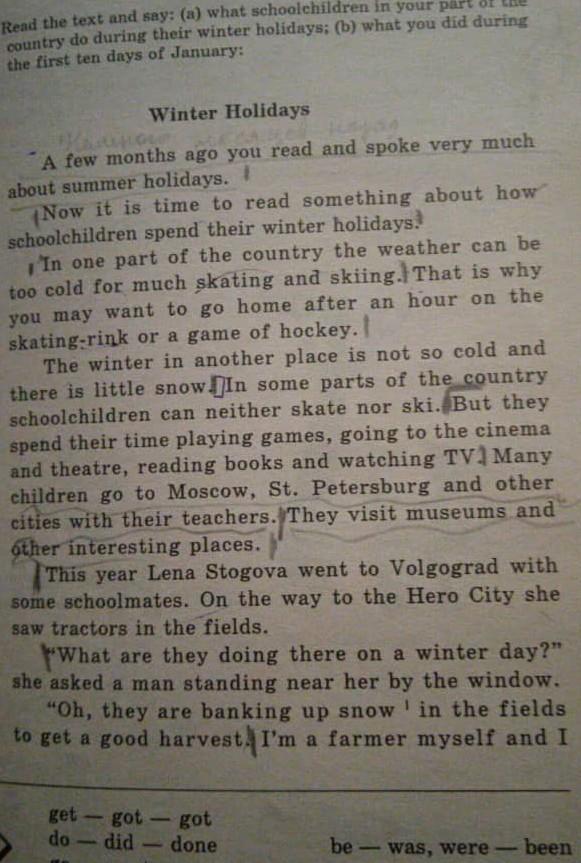 Read the text and say: (a) what schoolchildren in your part of the
country do during their winter holidays; (b) what you did during
the first ten days of January:
Winter Holidays
A few months ago you read and spoke very much
about summer holidays.
Now it is time to read something about how
schoolchildren spend their winter holidays.
In one part of the country the weather can be
too cold for much skating and skiing. That is why
you may want to go home after an hour on the
skating-rink or a game of hockey.
The winter in another place is not so cold and
there is little snow. In some parts of the country
schoolchildren can neither skate nor ski. But they
spend their time playing games, going to the cinema
and theatre, reading books and watching TV. Many
children go to Moscow, St. Petersburg and other
cities with their teachers. They visit museums and
other interesting places.
This year Lena Stogova went to Volgograd with
some schoolmates. On the way to the Hero City she
saw tractors in the fields.
“What are they doing there on a winter day?”
she asked a man standing near her by the window.
“Oh, they are banking up snow ¹ in the fields
to get a good harvest. I'm a farmer myself and I
get — got — got
do — did — done
be — was, were — been